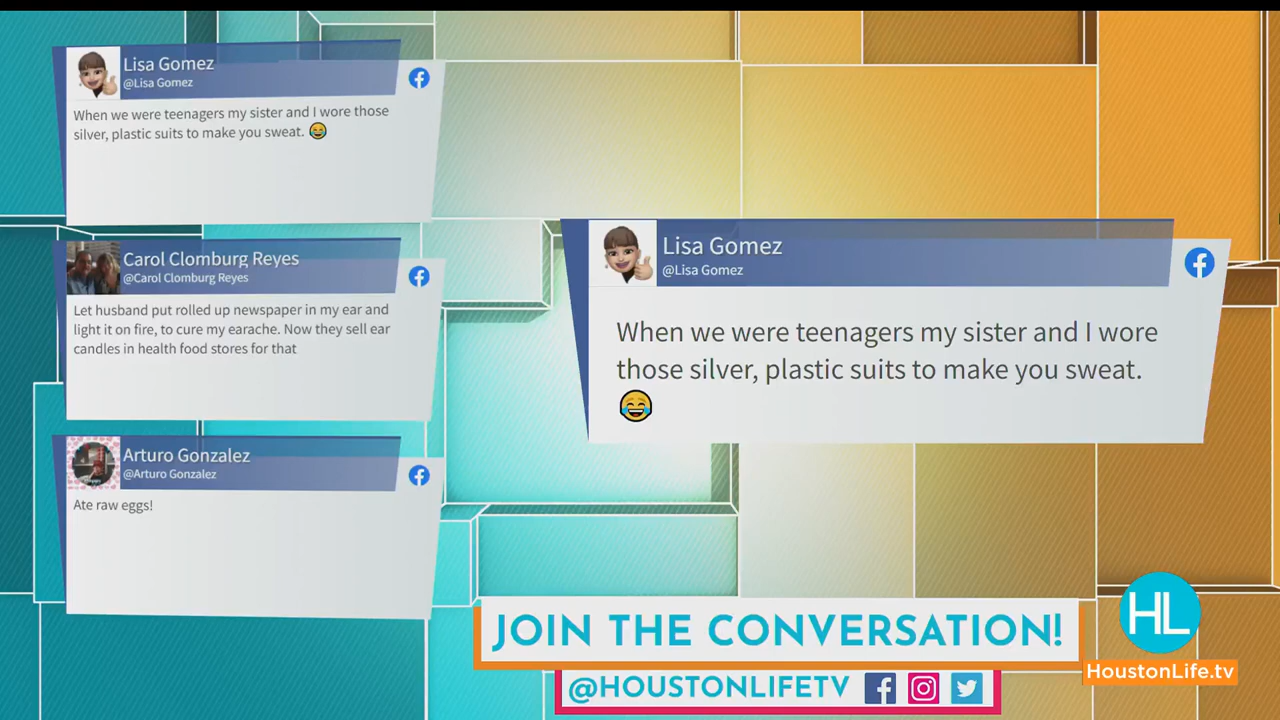 Lisa Gomez
@Lisa Gomez
When we were teenagers my sister and I wore those
silver, plastic suits to make you sweat. 😂
Carol Clomburg Reyes
@Carol Clomburg Reyes
Let husband put rolled up newspaper in my ear and
light it on fire, to cure my earache. Now they sell ear
candles in health food stores for that
Arturo Gonzalez
@Arturo Gonzalez
Ate raw eggs!
Lisa Gomez
@Lisa Gomez
When we were teenagers my sister and I wore
those silver, plastic suits to make you sweat.
😂
JOIN THE CONVERSATION!
@HOUSTONLIFETV
HL
HoustonLife.tv